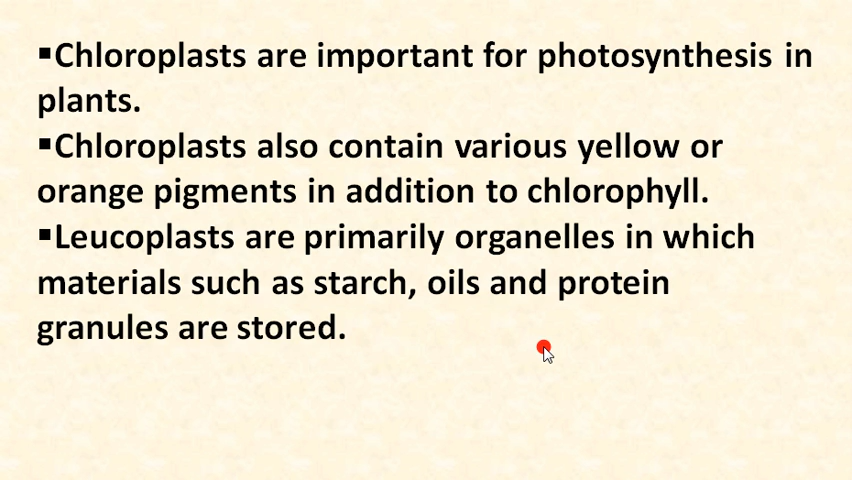 ▪Chloroplasts are important for photosynthesis in
plants.
▪Chloroplasts also contain various yellow or
orange pigments in addition to chlorophyll.
▪Leucoplasts are primarily organelles in which
materials such as starch, oils and protein
granules are stored.